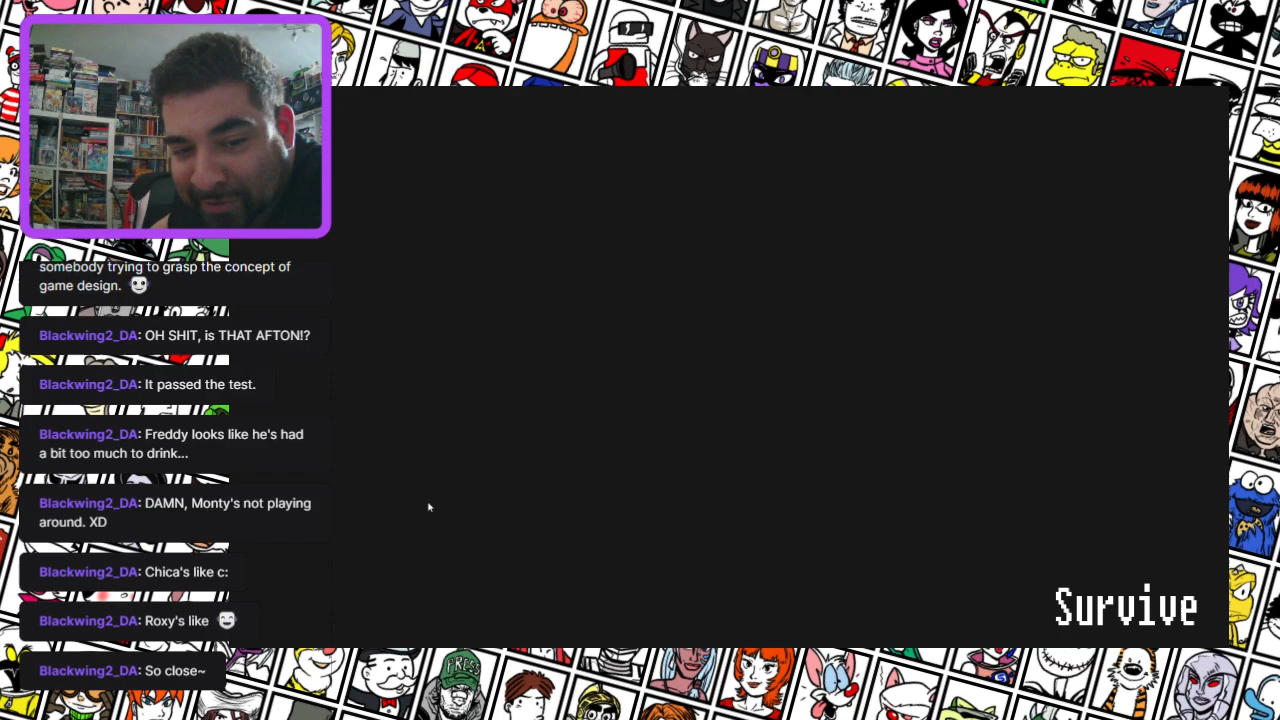 somebody trying to grasp the concept of
game design.
Blackwing2_DA: OH SHIT, is THAT AFTON!?
Blackwing2_DA: It passed the test.
Blackwing2_DA: Freddy looks like he's had
a bit too much to drink...
Blackwing2_DA: DAMN, Monty's not playing
around. XD
Blackwing2_DA: Chica's like c:
Blackwing2_DA: Roxy's like
Blackwing2_DA: So close~
Survive
PRESS